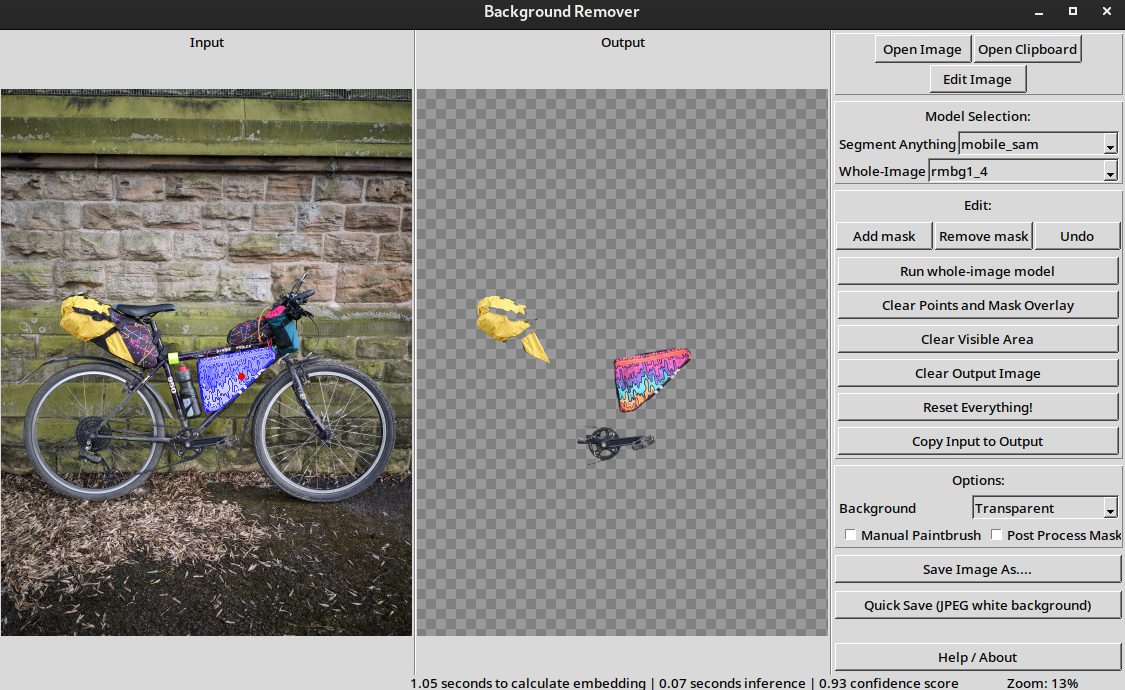 Background Remover
Input
Output
Open Image
Open Clipboard
Edit Image
Model Selection:
Segment Anything mobile_sam
Whole-Image rmbg1_4
Edit:
Add mask
Remove mask
Undo
Run whole-image model
Clear Points and Mask Overlay
Clear Visible Area
Clear Output Image
Reset Everything!
Copy Input to Output
Options:
Background Transparent
Manual Paintbrush
Post Process Mask
Save Image As....
Quick Save (JPEG white background)
Help / About
1.05 seconds to calculate embedding | 0.07 seconds inference | 0.93 confidence score
Zoom: 13%